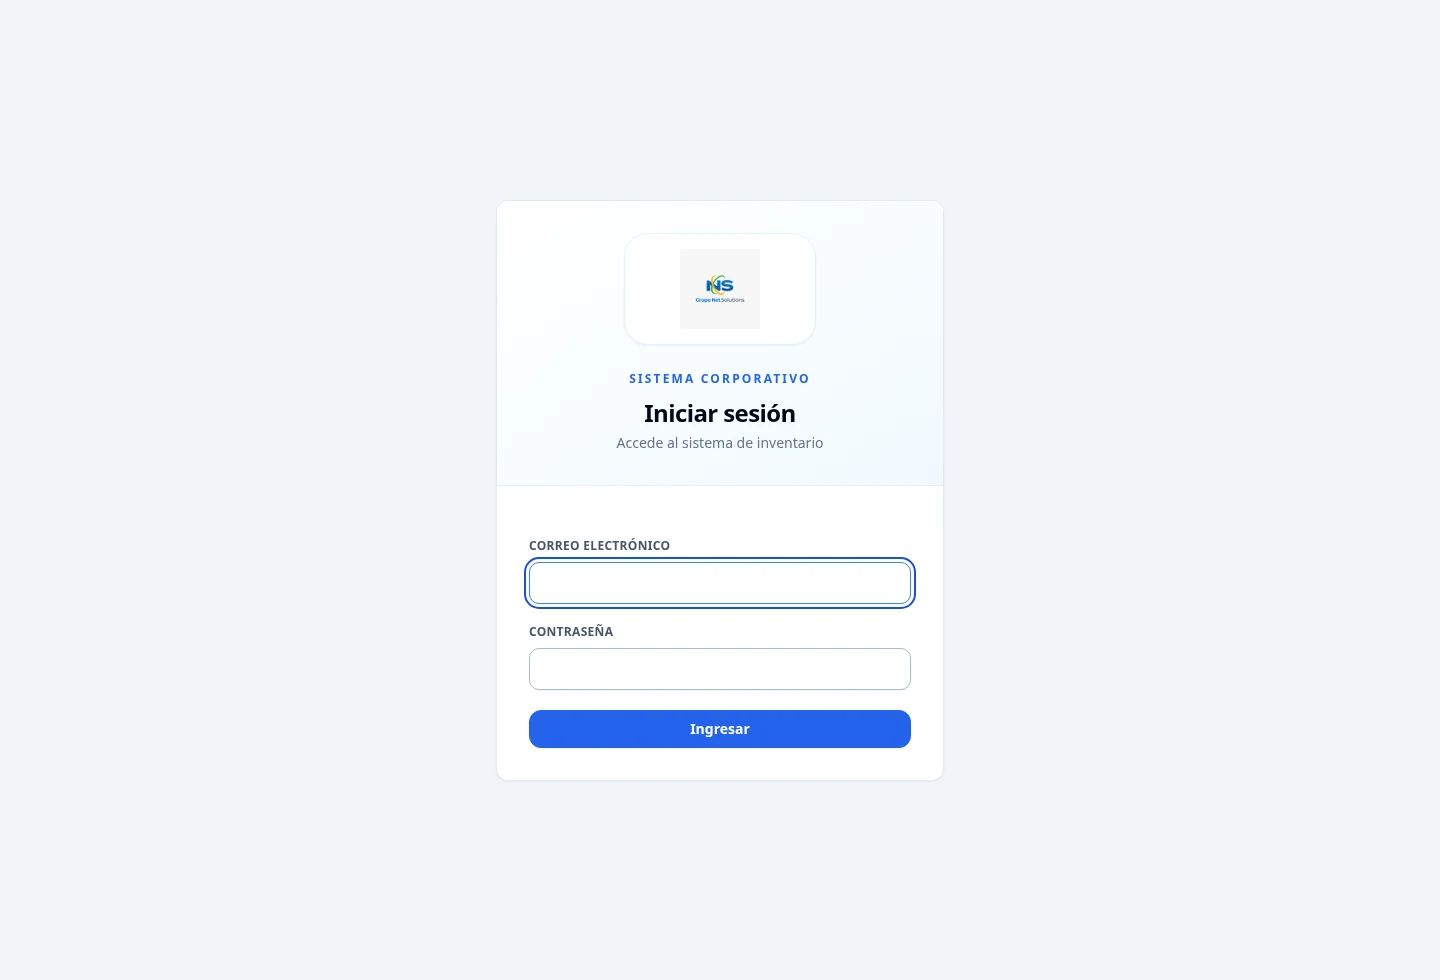 NS
Grupo Net Solutions
SISTEMA CORPORATIVO
Iniciar sesión
Accede al sistema de inventario
CORREO ELECTRÓNICO
CONTRASEÑA
Ingresar